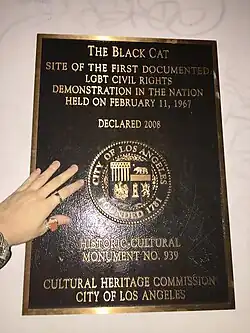 THE BLACK CAT
SITE OF THE FIRST DOCUMENTED
LGBT CIVIL RIGHTS
DEMONSTRATION IN THE NATION
HELD ON FEBRUARY 11, 1967
DECLARED 2008
CITY OF LOS ANGELES
FOUNDED 1781
HISTORIC-CULTURAL
MONUMENT NO. 939
CULTURAL HERITAGE COMMISSION
CITY OF LOS ANGELES